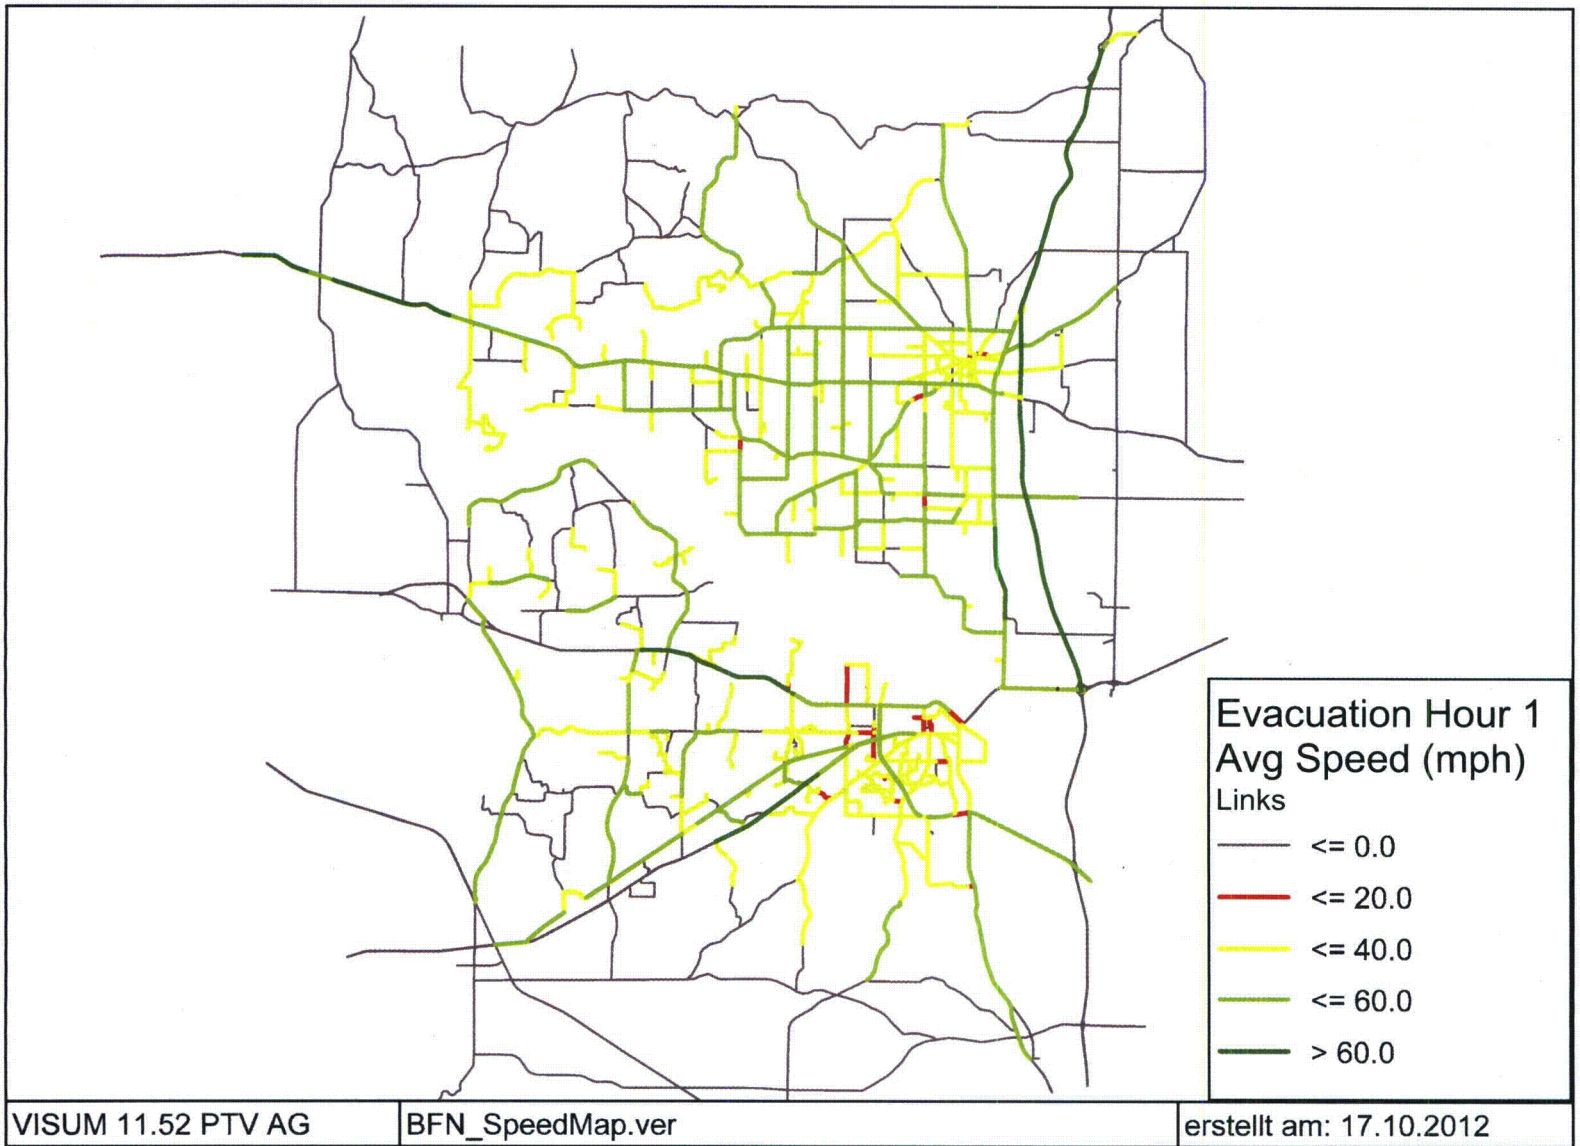 Evacuation Hour 1
Avg Speed (mph)
Links
<= 0.0
<= 20.0
<= 40.0
<= 60.0
> 60.0
VISUM 11.52 PTV AG
BFN_SpeedMap.ver
erstellt am: 17.10.2012